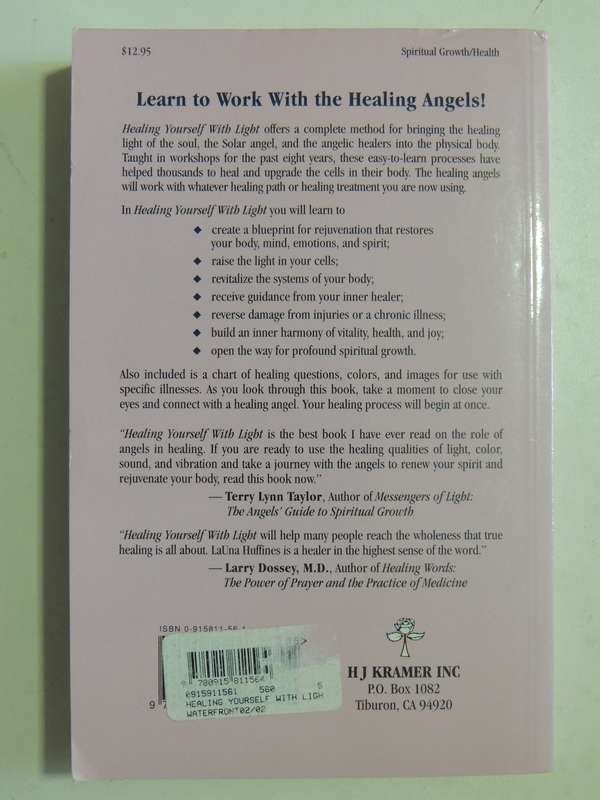 $12.95
Spiritual Growth/Health
Learn to Work With the Healing Angels!
Healing Yourself With Light offers a complete method for bringing the healing
light of the soul, the Solar angel, and the angelic healers into the physical body.
Taught in workshops for the past eight years, these easy-to-learn processes have
helped thousands to heal and upgrade the cells in their body. The healing angels
will work with whatever healing path or healing treatment you are now using.
In Healing Yourself With Light you will learn to
◆ create a blueprint for rejuvenation that restores
your body, mind, emotions, and spirit;
◆ raise the light in your cells;
◆ revitalize the systems of your body;
◆ receive guidance from your inner healer;
◆ reverse damage from injuries or a chronic illness;
◆ build an inner harmony of vitality, health, and joy;
◆ open the way for profound spiritual growth.
Also included is a chart of healing questions, colors, and images for use with
specific illnesses. As you look through this book, take a moment to close your
eyes and connect with a healing angel. Your healing process will begin at once.
"Healing Yourself With Light is the best book I have ever read on the role of
angels in healing. If you are ready to use the healing qualities of light, color,
sound, and vibration and take a journey with the angels to renew your spirit and
rejuvenate your body, read this book now."
— Terry Lynn Taylor, Author of Messengers of Light:
The Angels' Guide to Spiritual Growth
"Healing Yourself With Light will help many people reach the wholeness that true
healing is all about. LaUna Huffines is a healer in the highest sense of the word."
— Larry Dossey, M.D., Author of Healing Words:
The Power of Prayer and the Practice of Medicine
ISBN 0-915811-56-1
9 780915 81156
0915811561 560 5
HEALING YOURSELF WITH LIGH
WATERFRONT02/02
H J KRAMER INC
P.O. Box 1082
Tiburon, CA 94920